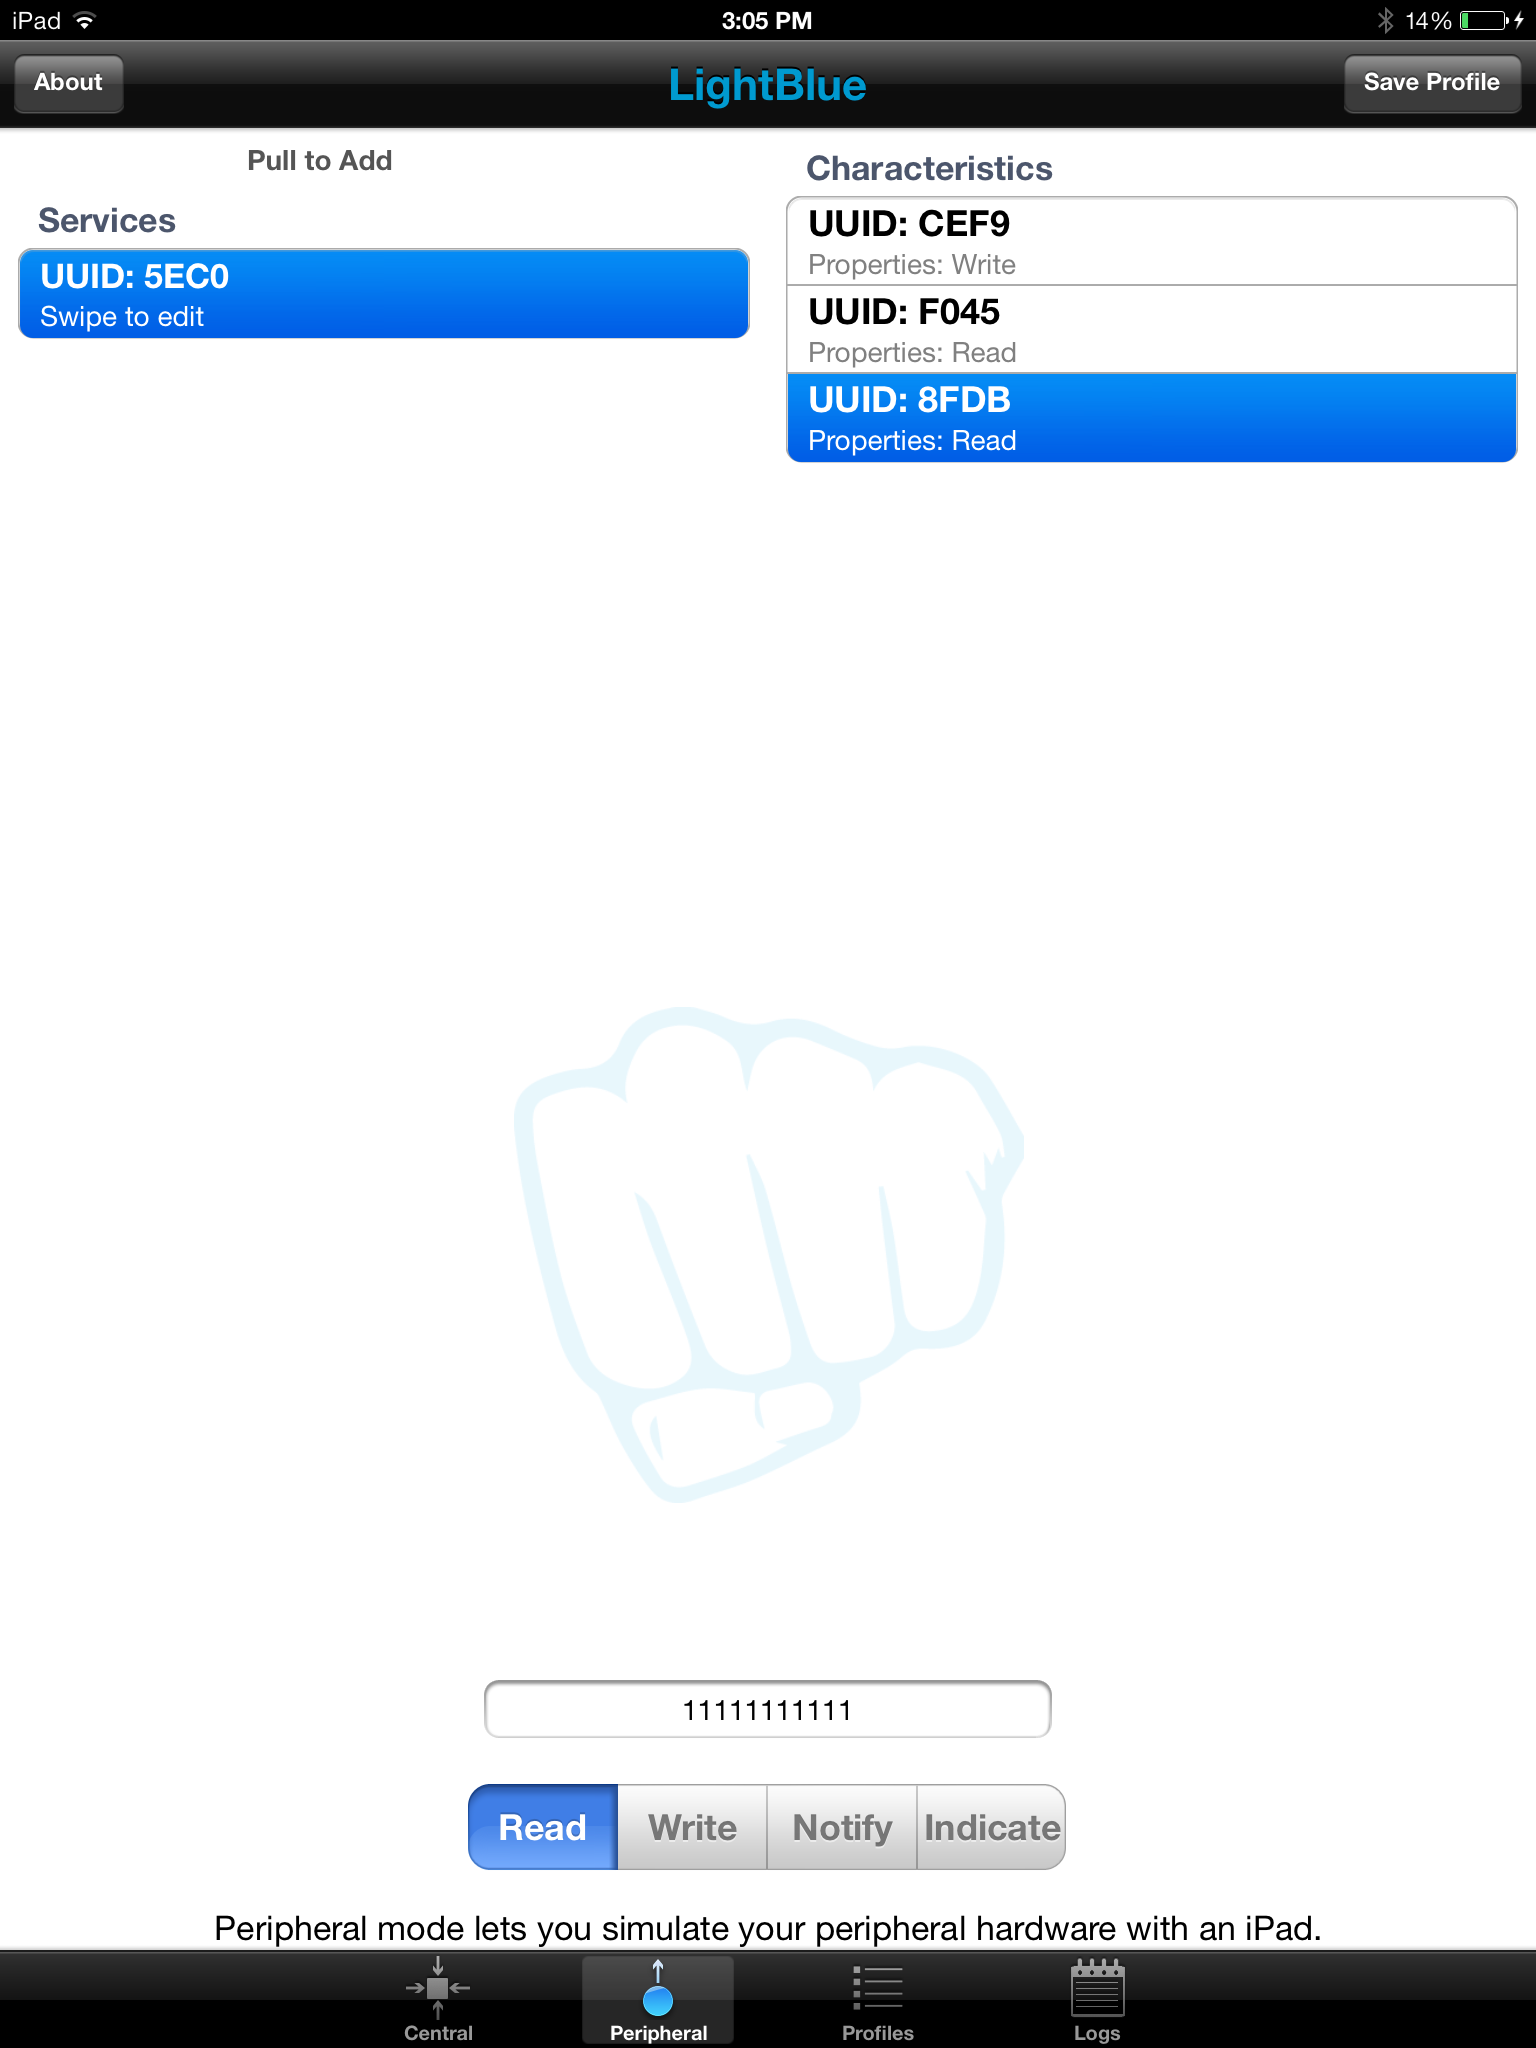 iPad 3:05 PM 14%
About LightBlue Save Profile
Pull to Add
Services
UUID: 5EC0
Swipe to edit
Characteristics
UUID: CEF9
Properties: Write
UUID: F045
Properties: Read
UUID: 8FDB
Properties: Read
11111111111
Read Write Notify Indicate
Peripheral mode lets you simulate your peripheral hardware with an iPad.
Central Peripheral Profiles Logs